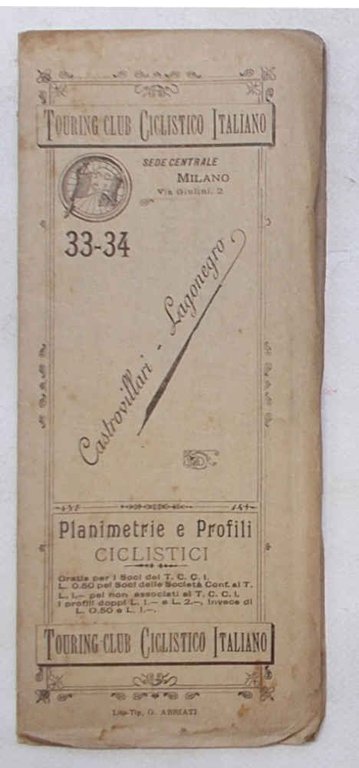 TOURING-CLUB CICLISTICO ITALIANO
SEDE CENTRALE
MILANO
Via Giulini, 2
33-34
Castrovillari - Lagonegro
Planimetrie e Profili
CICLISTICI
Gratis per i Soci del T. C. C. I.
L. 0.50 pei Soci delle Società Conf. al T.
L. 1.— pei non associati al T. C. C. I.
I profili doppi L. 1.— e L. 2.—, invece di
L. 0.50 e L. 1.—.
TOURING-CLUB CICLISTICO ITALIANO
Lito-Tip. G. ABBIATI